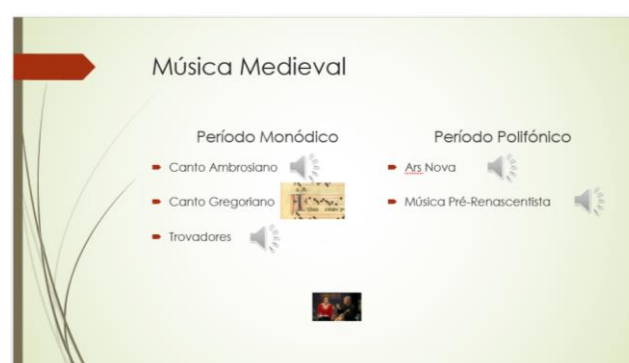 Música Medieval
Período Monódico
Canto Ambrosiano
Canto Gregoriano
Trovadores
Período Polifónico
Ars Nova
Música Pré-Renascentista